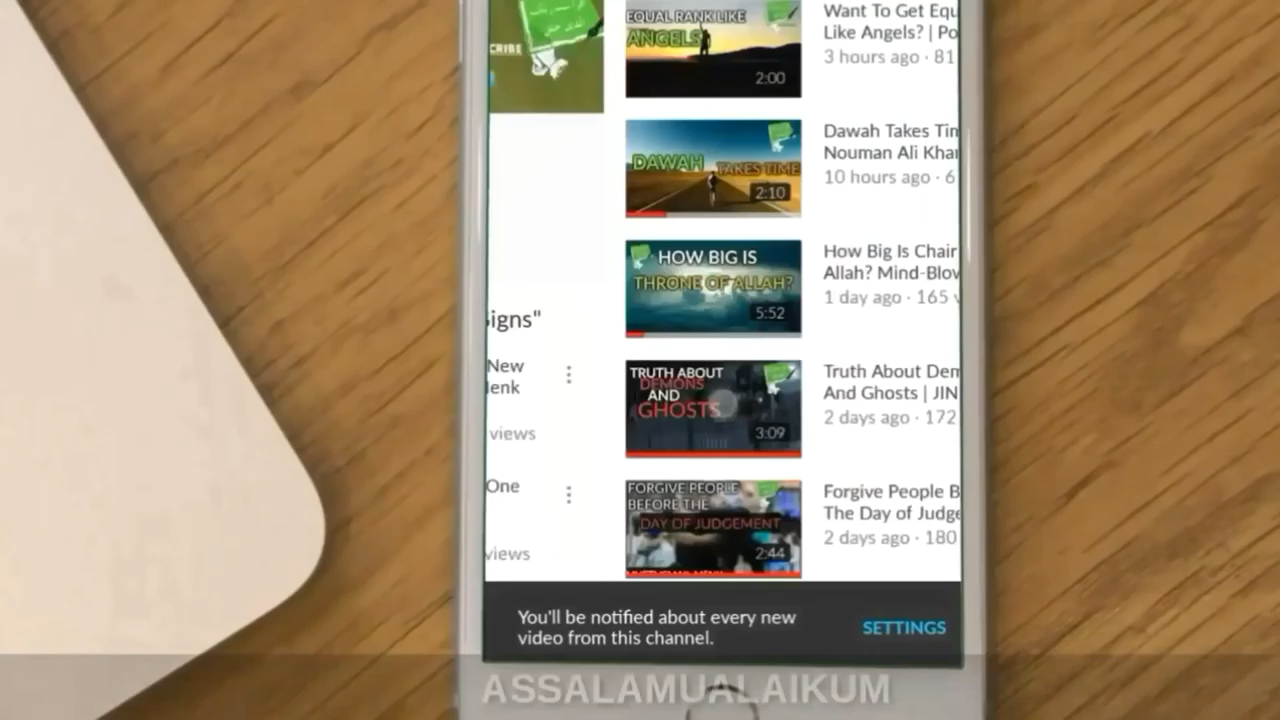 CRIBE
igns"
New
lenk
views
One
views
EQUAL RANK LIKE
ANGELS
2:00
Want To Get Equ
Like Angels? | Po
3 hours ago · 81
DAWAH TAKES TIME
2:10
Dawah Takes Tim
Nouman Ali Khan
10 hours ago · 6
HOW BIG IS
THRONE OF ALLAH?
5:52
How Big Is Chair
Allah? Mind-Blow
1 day ago · 165 v
TRUTH ABOUT
DEMONS
AND
GHOSTS
3:09
Truth About Dem
And Ghosts | JIN
2 days ago · 172
FORGIVE PEOPLE
BEFORE THE
DAY OF JUDGEMENT
2:44
Forgive People B
The Day of Judge
2 days ago · 180
You'll be notified about every new
video from this channel.
SETTINGS
ASSALAMUALAIKUM